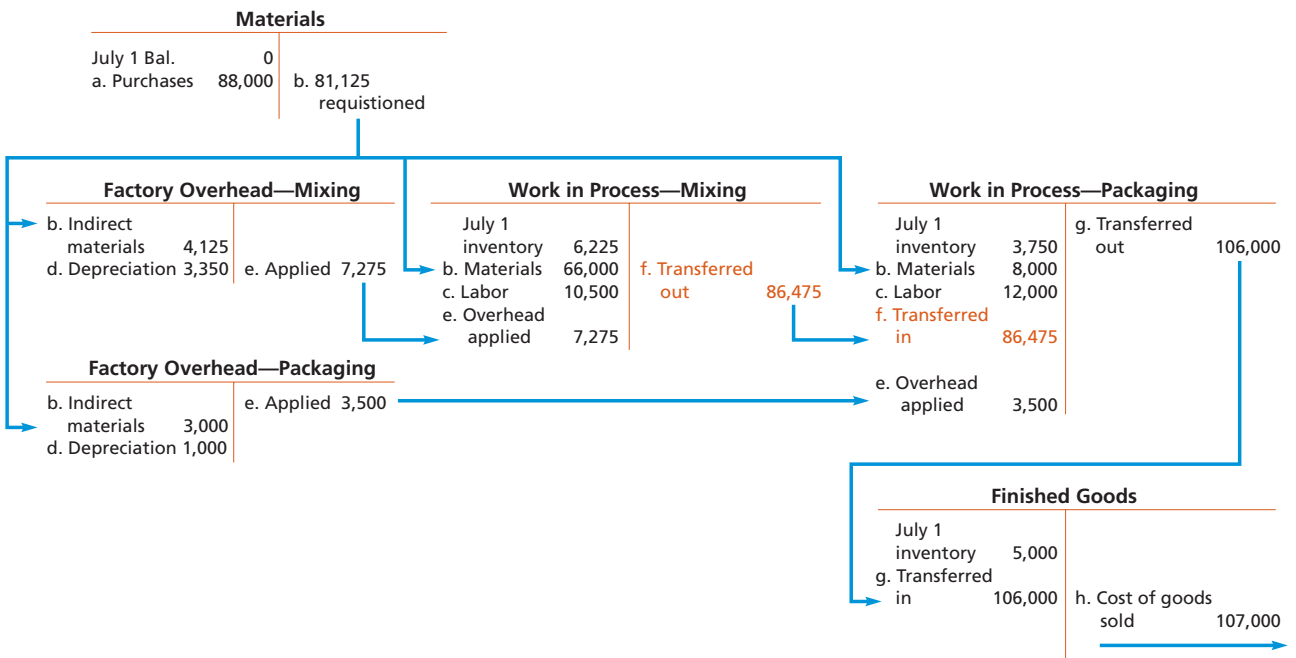 Materials
July 1 Bal. 0
a. Purchases 88,000 b. 81,125
requistioned
Factory Overhead—Mixing
b. Indirect
materials 4,125
d. Depreciation 3,350 e. Applied 7,275
Work in Process—Mixing
July 1
inventory 6,225
b. Materials 66,000 f. Transferred
c. Labor 10,500 out 86,475
e. Overhead
applied 7,275
Work in Process—Packaging
July 1 g. Transferred
inventory 3,750 out 106,000
b. Materials 8,000
c. Labor 12,000
f. Transferred
in 86,475
e. Overhead
applied 3,500
Factory Overhead—Packaging
b. Indirect e. Applied 3,500
materials 3,000
d. Depreciation 1,000
Finished Goods
July 1
inventory 5,000
g. Transferred
in 106,000 h. Cost of goods
sold 107,000